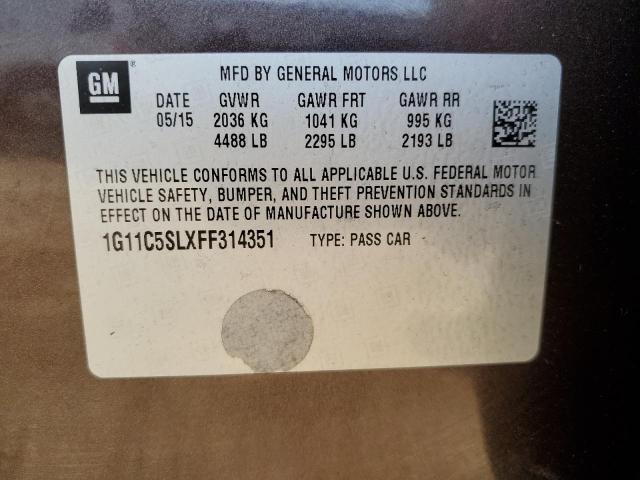 GM ®
MFD BY GENERAL MOTORS LLC
DATE GVWR GAWR FRT GAWR RR
05/15 2036 KG 1041 KG 995 KG
4488 LB 2295 LB 2193 LB
THIS VEHICLE CONFORMS TO ALL APPLICABLE U.S. FEDERAL MOTOR
VEHICLE SAFETY, BUMPER, AND THEFT PREVENTION STANDARDS IN
EFFECT ON THE DATE OF MANUFACTURE SHOWN ABOVE.
1G11C5SLXFF314351 TYPE: PASS CAR